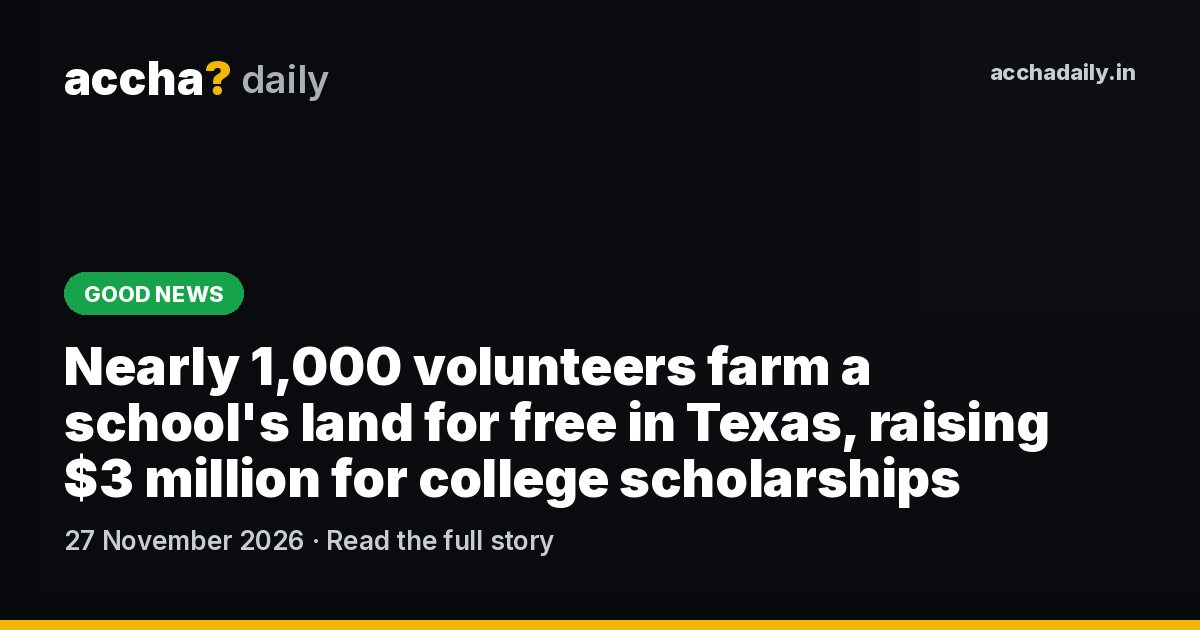 accha? daily
acchadaily.in
GOOD NEWS
Nearly 1,000 volunteers farm a
school's land for free in Texas, raising
$3 million for college scholarships
27 November 2026 · Read the full story